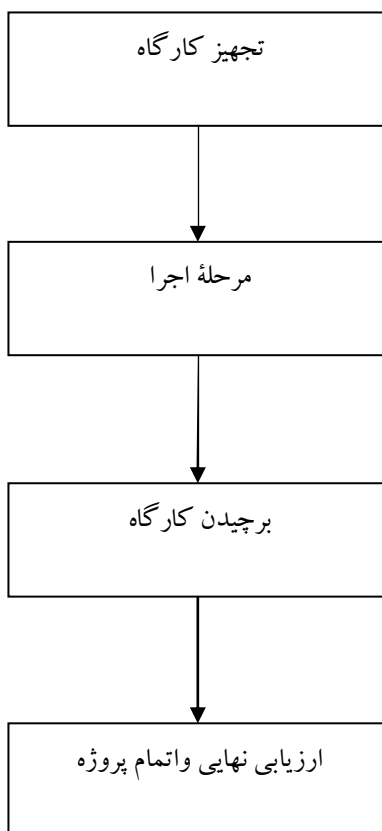 تجهیز کارگاه
مرحلهٔ اجرا
برچیدن کارگاه
ارزیابی نهایی واتمام پروژه